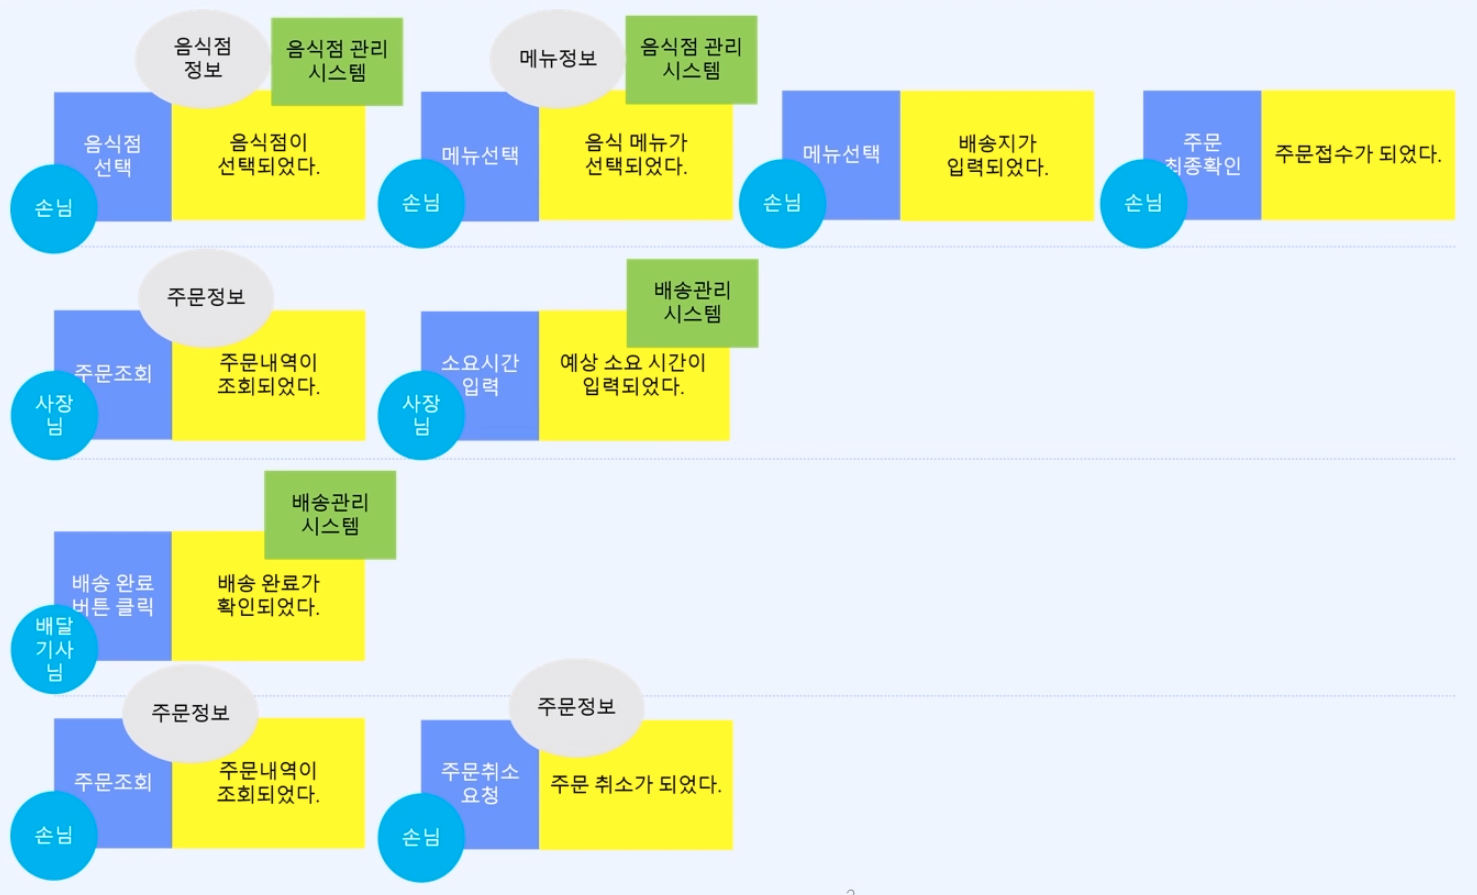 음식점
정보
음식점 관리
시스템
음식점
선택
음식점이
선택되었다.
손님
메뉴정보
음식점 관리
시스템
메뉴선택
음식 메뉴가
선택되었다.
손님
메뉴선택
배송지가
입력되었다.
손님
주문
최종확인
주문접수가 되었다.
손님
주문정보
주문조회
주문내역이
조회되었다.
사장
님
배송관리
시스템
소요시간
입력
예상 소요 시간이
입력되었다.
사장
님
배송관리
시스템
배송 완료
버튼 클릭
배송 완료가
확인되었다.
배달
기사
님
주문정보
주문조회
주문내역이
조회되었다.
손님
주문정보
주문취소
요청
주문 취소가 되었다.
손님